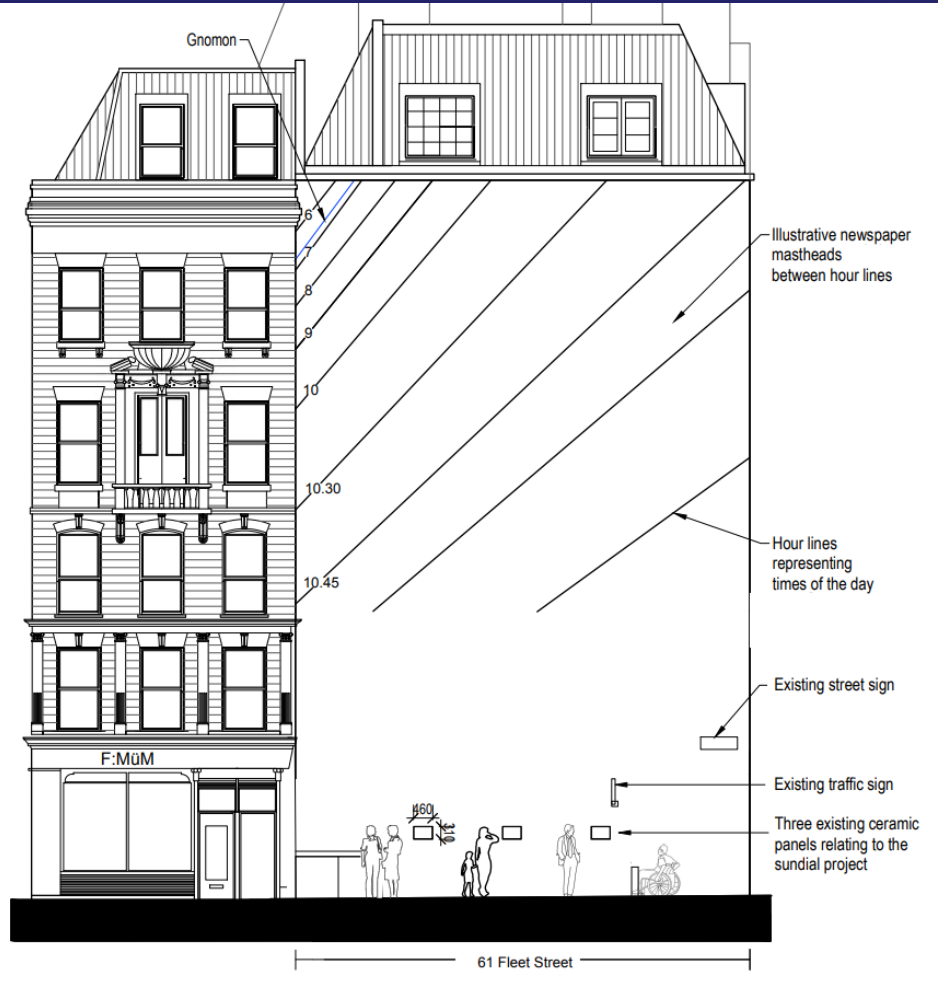 Gnomon
6
7
8
9
10
10.30
10.45
Illustrative newspaper
mastheads
between hour lines
Hour lines
representing
times of the day
Existing street sign
F:MüM
Existing traffic sign
460
310
Three existing ceramic
panels relating to the
sundial project
61 Fleet Street